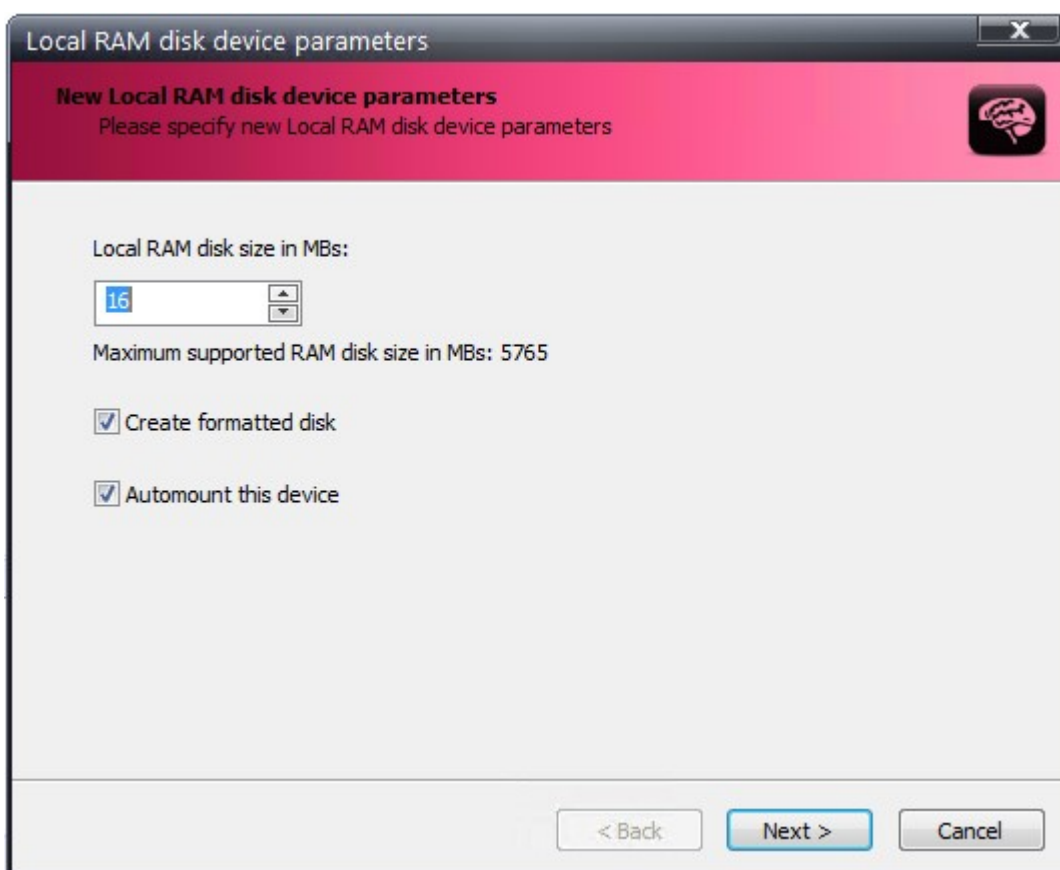 Local RAM disk device parameters
X
New Local RAM disk device parameters
Please specify new Local RAM disk device parameters
Local RAM disk size in MBs:
16
Maximum supported RAM disk size in MBs: 5765
Create formatted disk
Automount this device
< Back Next > Cancel